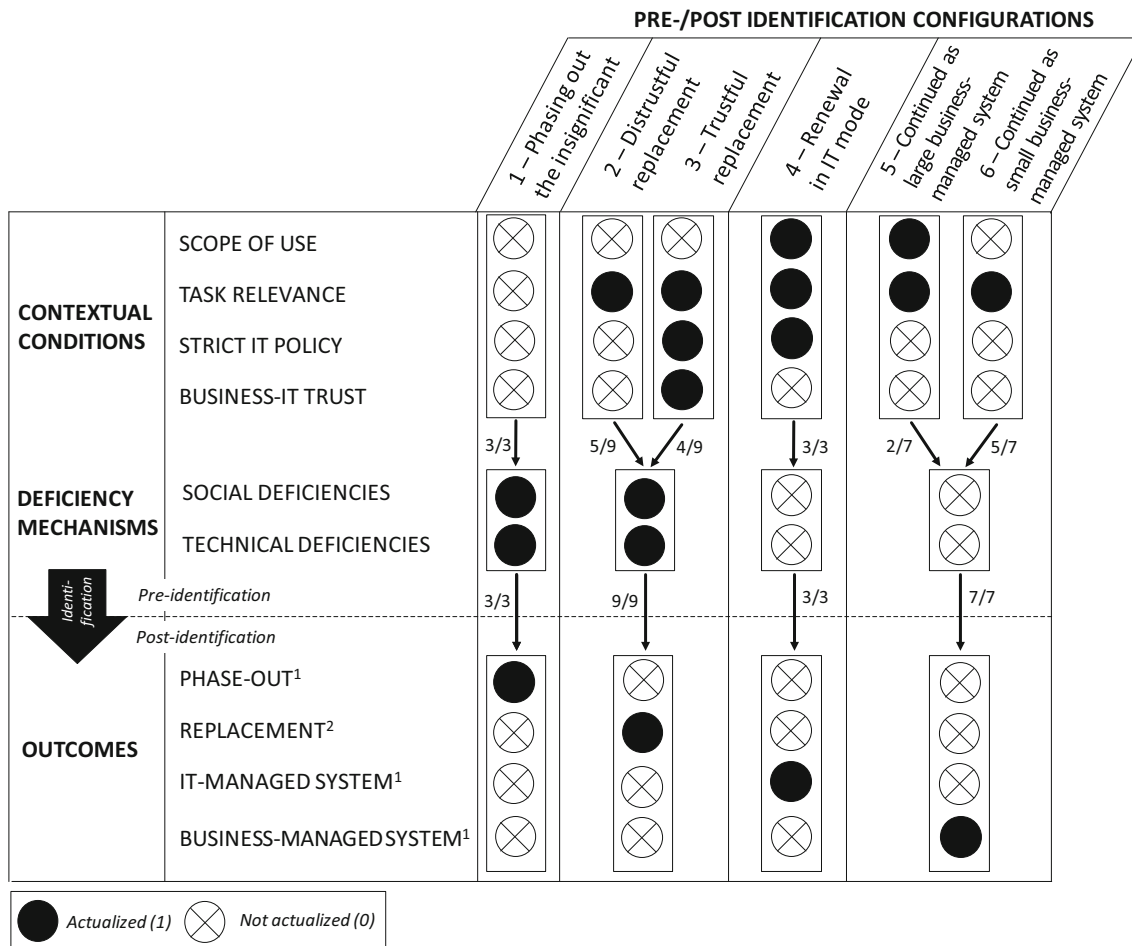 PRE-/POST IDENTIFICATION CONFIGURATIONS
1 – Phasing out
the insignificant
2 – Distrustful
replacement
3 – Trustful
replacement
4 – Renewal
in IT mode
5 – Continued as
large business-
managed system
6 – Continued as
small business-
managed system
CONTEXTUAL
CONDITIONS
SCOPE OF USE
TASK RELEVANCE
STRICT IT POLICY
BUSINESS-IT TRUST
3/3
5/9
4/9
3/3
2/7
5/7
DEFICIENCY
MECHANISMS
SOCIAL DEFICIENCIES
TECHNICAL DEFICIENCIES
Identi-
fication
Pre-identification
Post-identification
3/3
9/9
3/3
7/7
OUTCOMES
PHASE-OUT¹
REPLACEMENT²
IT-MANAGED SYSTEM¹
BUSINESS-MANAGED SYSTEM¹
Actualized (1)
Not actualized (0)